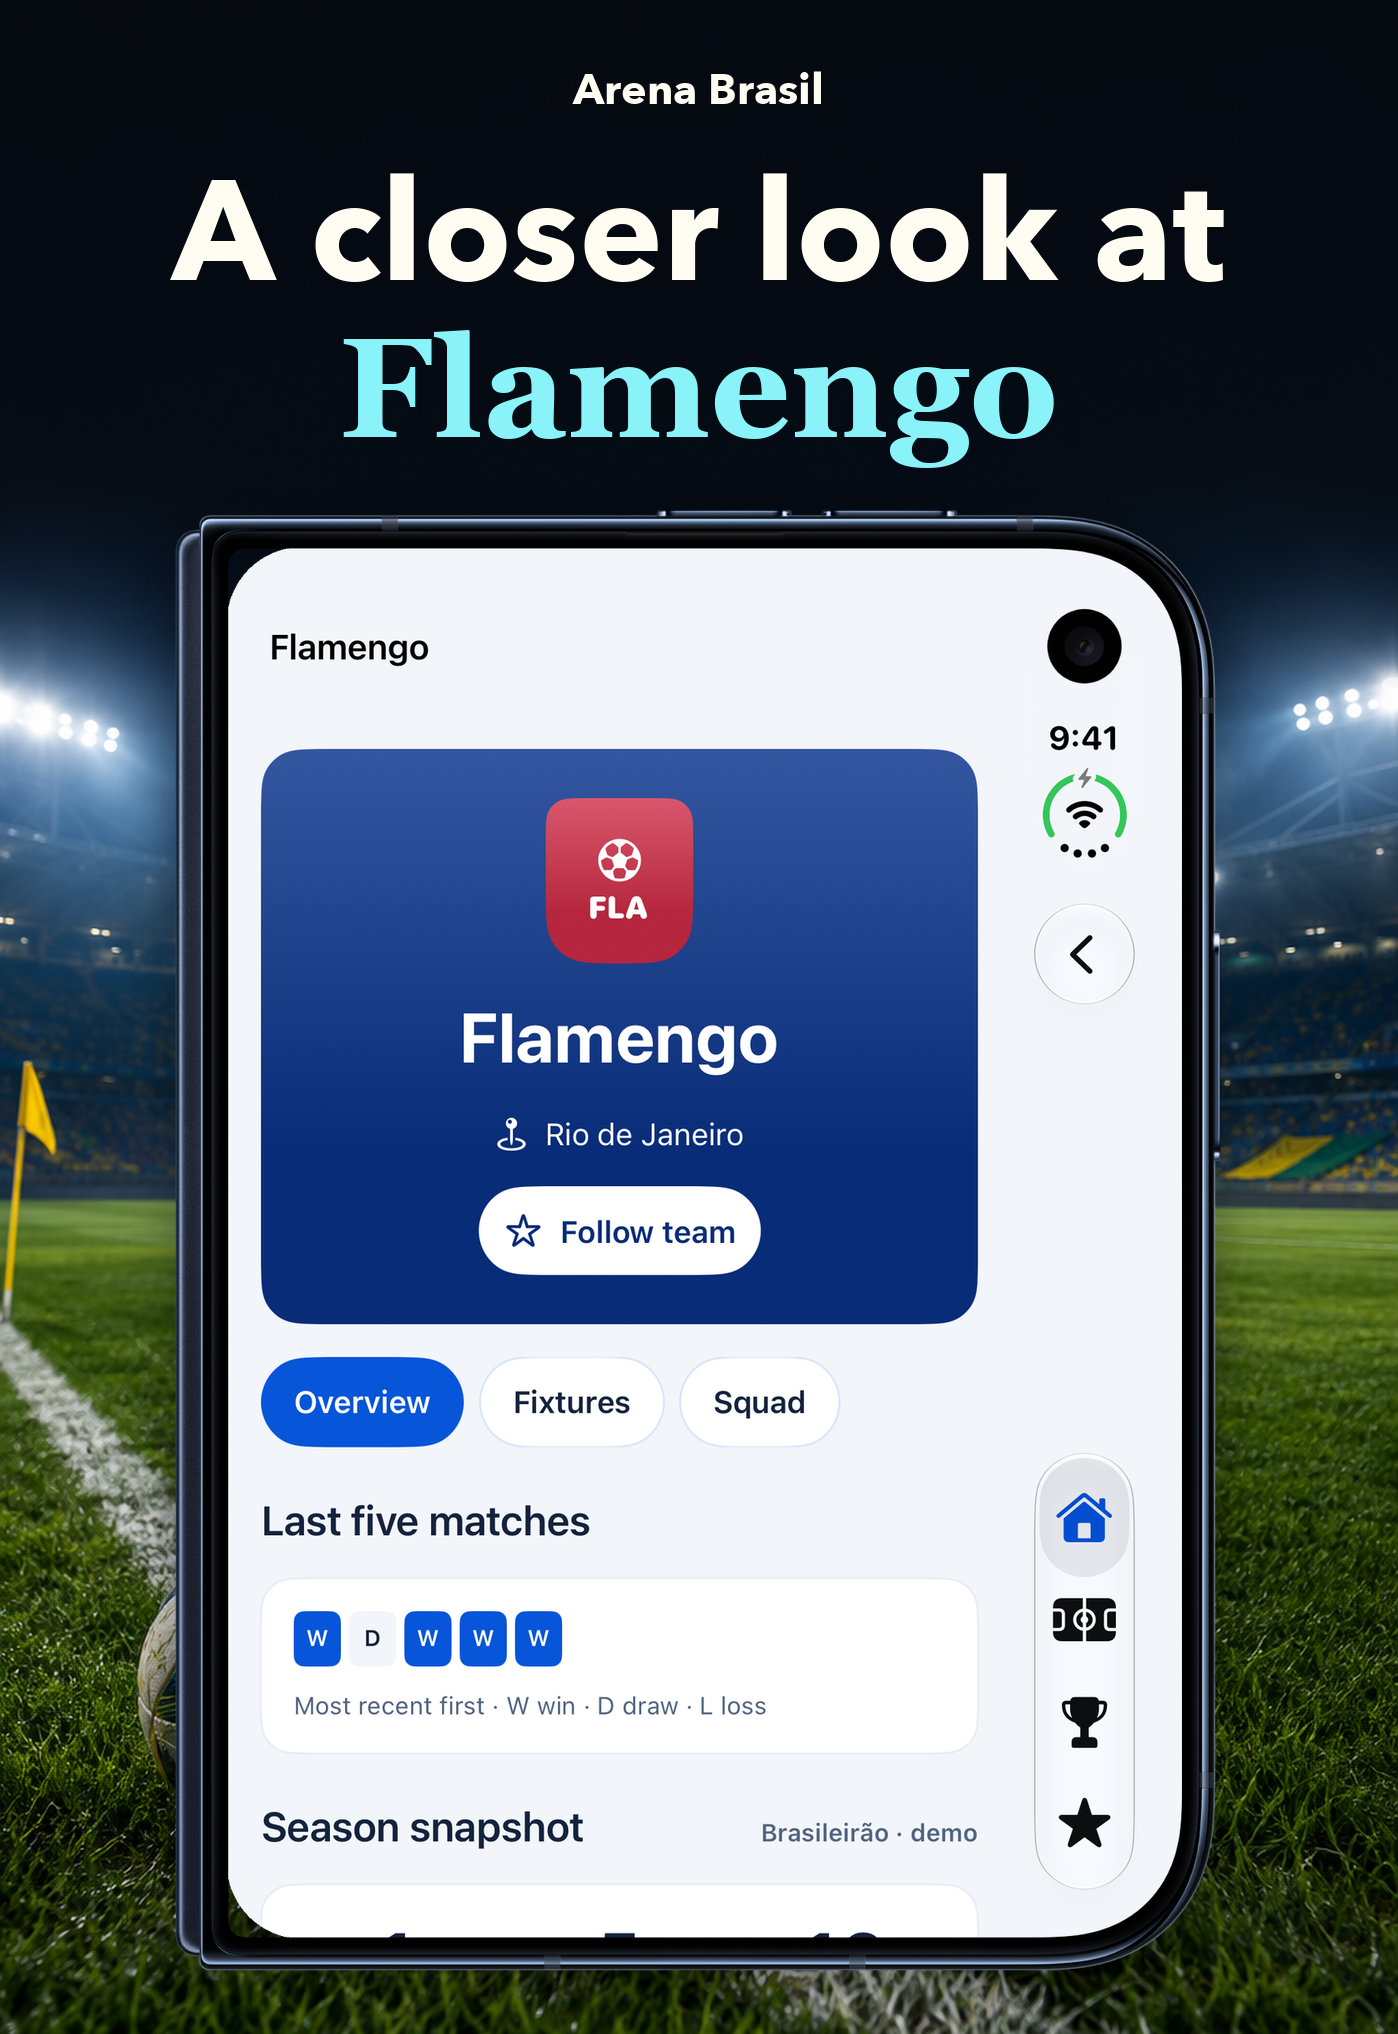 Arena Brasil
A closer look at
Flamengo
Flamengo
9:41
FLA
Flamengo
Rio de Janeiro
Follow team
Overview Fixtures Squad
Last five matches
W D W W W
Most recent first · W win · D draw · L loss
Season snapshot Brasileirão · demo